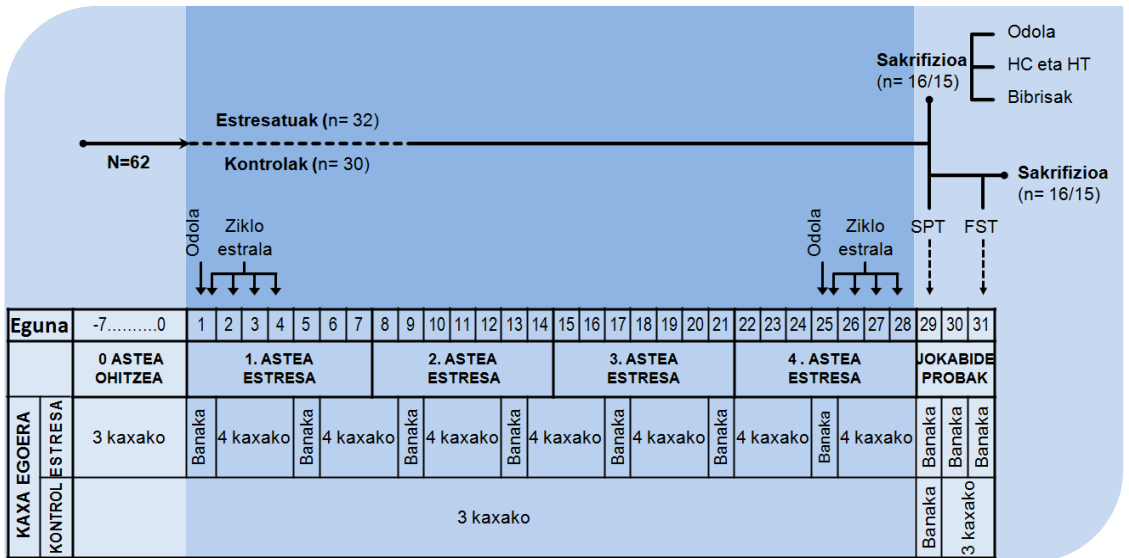 Odola
Sakrifizioa
(n= 16/15)
HC eta HT
Bibrisak
Estresatuak (n= 32)
N=62
Kontrolak (n= 30)
Sakrifizioa
(n= 16/15)
Odola
Ziklo
estrala
Odola
Ziklo
estrala
SPT
FST
Eguna -7..........0 1 2 3 4 5 6 7 8 9 10 11 12 13 14 15 16 17 18 19 20 21 22 23 24 25 26 27 28 29 30 31
0 ASTEA
OHITZEA
1. ASTEA
ESTRESA
2. ASTEA
ESTRESA
3. ASTEA
ESTRESA
4 . ASTEA
ESTRESA
JOKABIDE
PROBAK
KAXA EGOERA
ESTRESA
3 kaxako
Banaka
4 kaxako
Banaka
4 kaxako
Banaka
4 kaxako
Banaka
4 kaxako
Banaka
4 kaxako
Banaka
4 kaxako
Banaka
4 kaxako
Banaka
Banaka
Banaka
KONTROL
3 kaxako
Banaka
3 kaxako